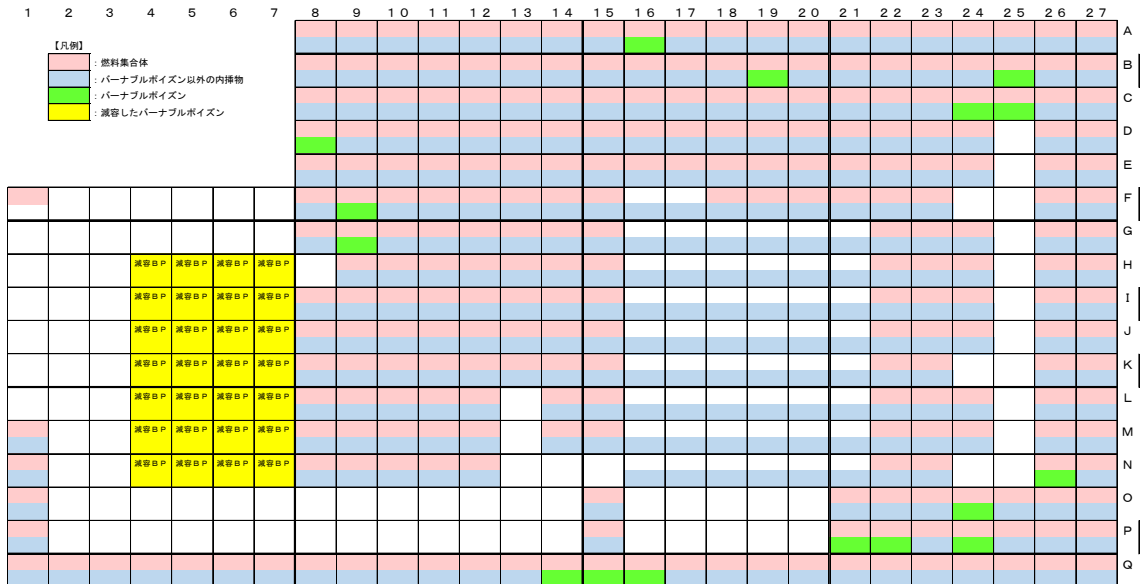 1 2 3 4 5 6 7 8 9 10 11 12 13 14 15 16 17 18 19 20 21 22 23 24 25 26 27
【凡例】
：燃料集合体
：バーナブルポイズン以外の内挿物
：バーナブルポイズン
：減容したバーナブルポイズン
A
B
C
D
E
F
G
減容BP 減容BP 減容BP 減容BP H
減容BP 減容BP 減容BP 減容BP I
減容BP 減容BP 減容BP 減容BP J
減容BP 減容BP 減容BP 減容BP K
減容BP 減容BP 減容BP 減容BP L
減容BP 減容BP 減容BP 減容BP M
減容BP 減容BP 減容BP 減容BP N
O
P
Q